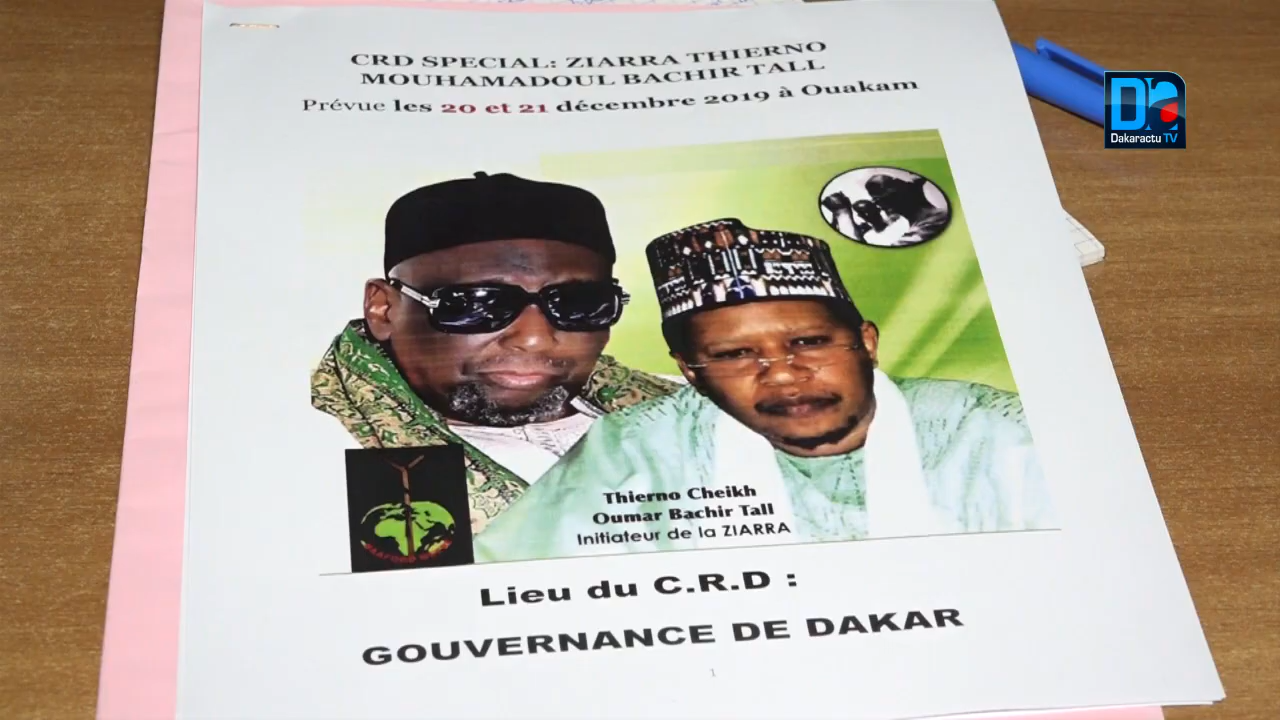 CRD SPECIAL: ZIARRA THIERNO
MOUHAMADOUL BACHIR TALL
Prévue les 20 et 21 décembre 2019 à Ouakam
Dakaractu TV
Thierno Cheikh
Oumar Bachir Tall
Initiateur de la ZIARRA
Lieu du C.R.D :
GOUVERNANCE DE DAKAR
1